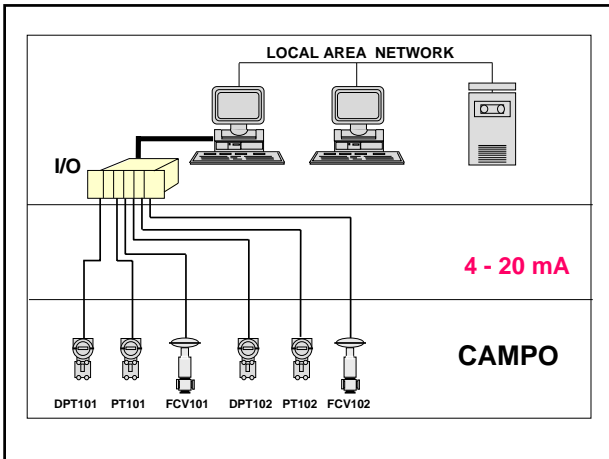 LOCAL AREA NETWORK
I/O
4 - 20 mA
CAMPO
DPT101 PT101 FCV101 DPT102 PT102 FCV102